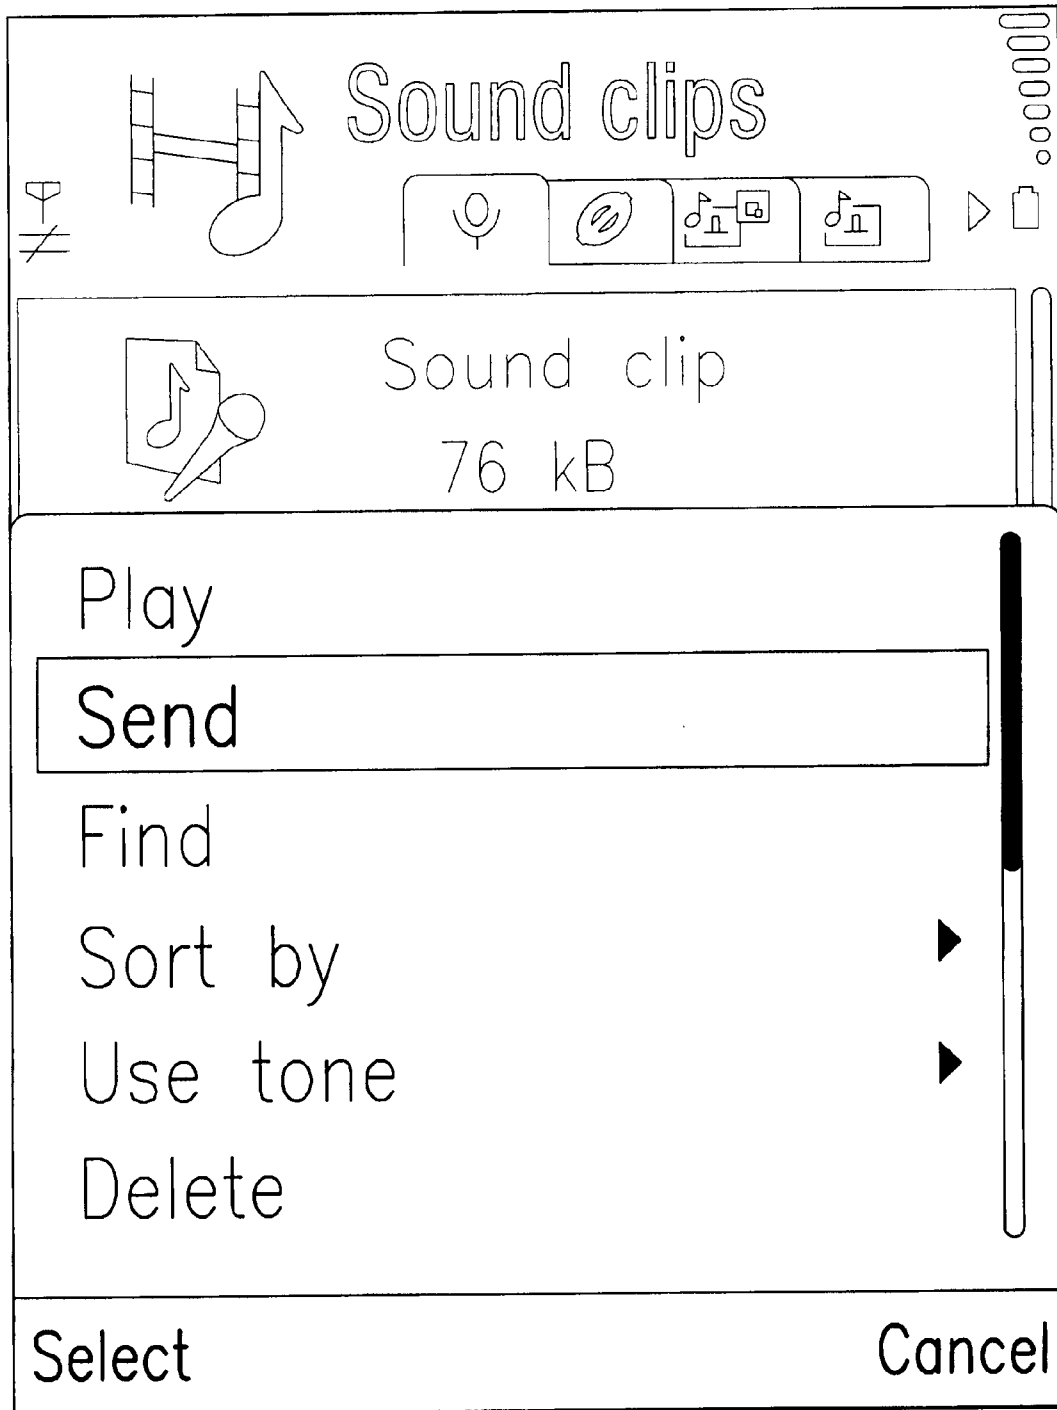 Sound clips
Sound clip
76 kB
Play
Send
Find
Sort by
Use tone
Delete
Select
Cancel